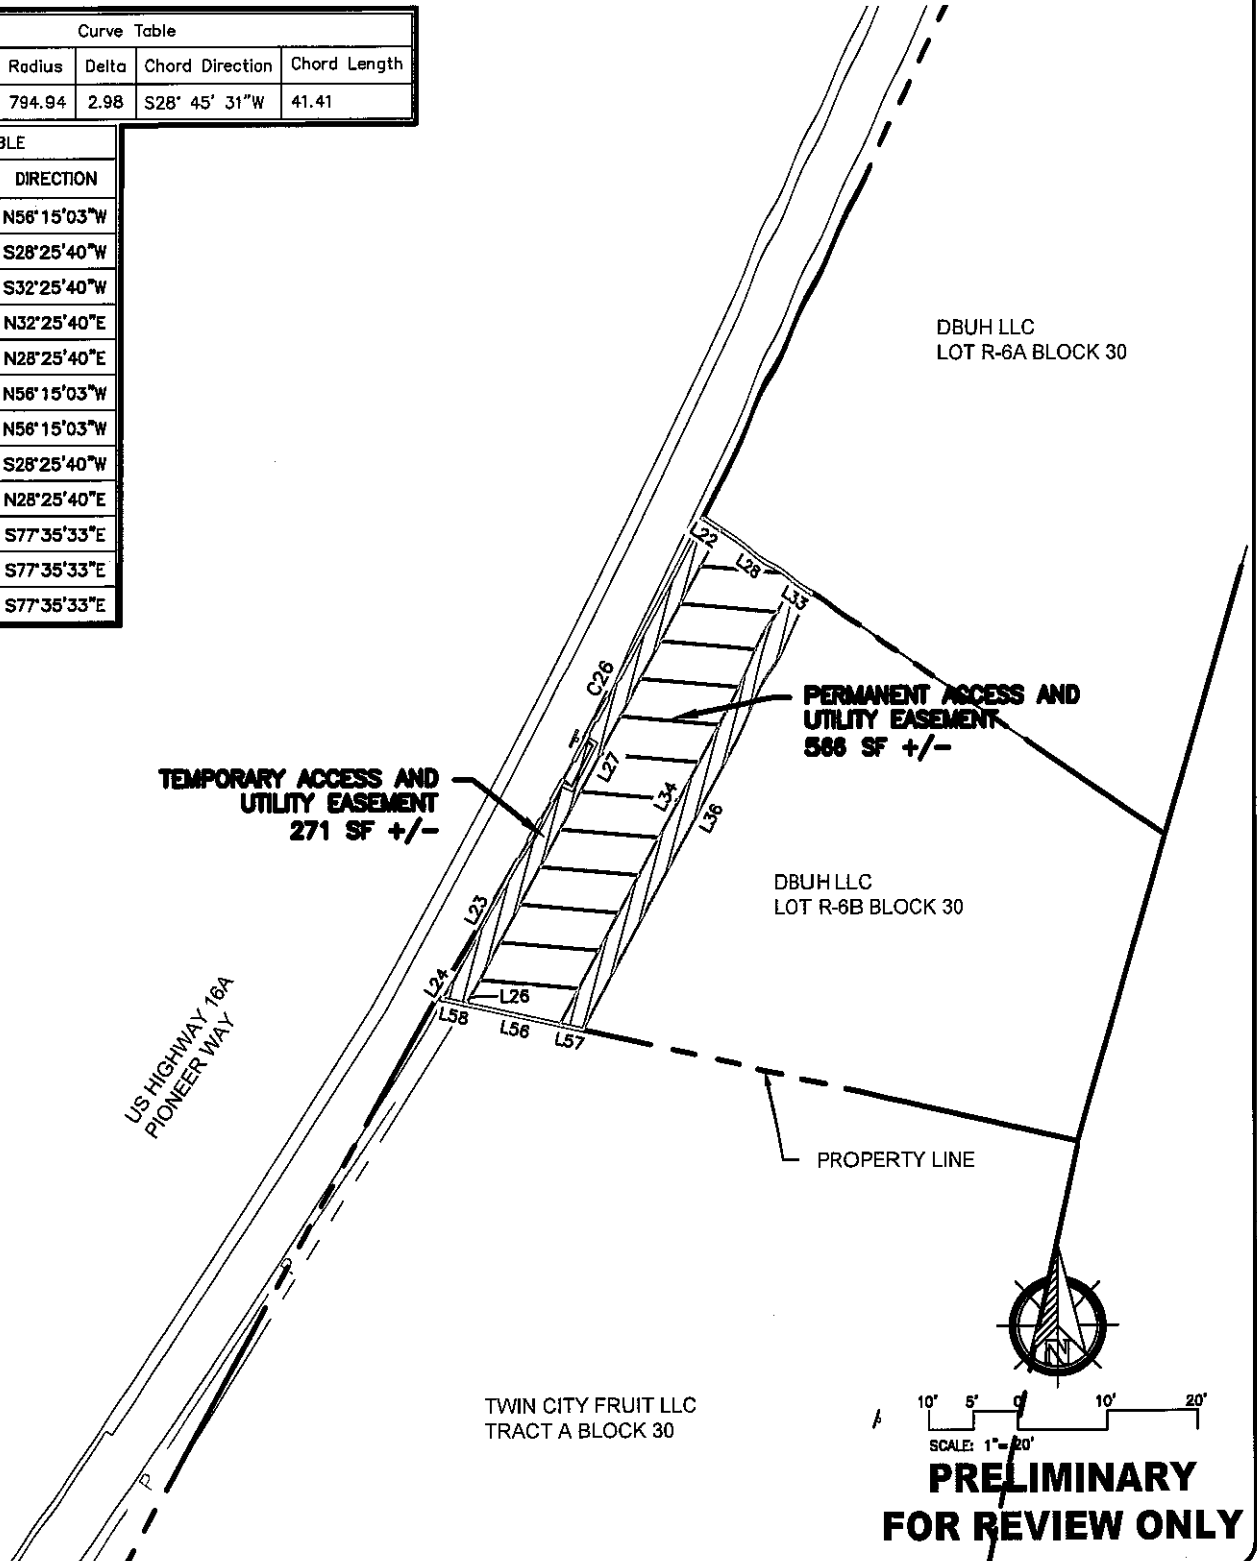 Curve Table
Radius Delta Chord Direction Chord Length
794.94 2.98 S28° 45' 31"W 41.41
BLE
DIRECTION
N56°15'03"W
S28°25'40"W
S32°25'40"W
N32°25'40"E
N28°25'40"E
N56°15'03"W
N56°15'03"W
S28°25'40"W
N28°25'40"E
S77°35'33"E
S77°35'33"E
S77°35'33"E
DBUH LLC
LOT R-6A BLOCK 30
L22
L28
L33
C26
PERMANENT ACCESS AND
UTILITY EASEMENT
566 SF +/-
L27
TEMPORARY ACCESS AND
UTILITY EASEMENT
271 SF +/-
L34
L36
DBUH LLC
LOT R-6B BLOCK 30
L23
L24
L26
L58
L56
L57
US HIGHWAY 16A
PIONEER WAY
PROPERTY LINE
P
P
N
TWIN CITY FRUIT LLC
TRACT A BLOCK 30
10' 5' 0 10' 20'
SCALE: 1"=20'
PRELIMINARY
FOR REVIEW ONLY